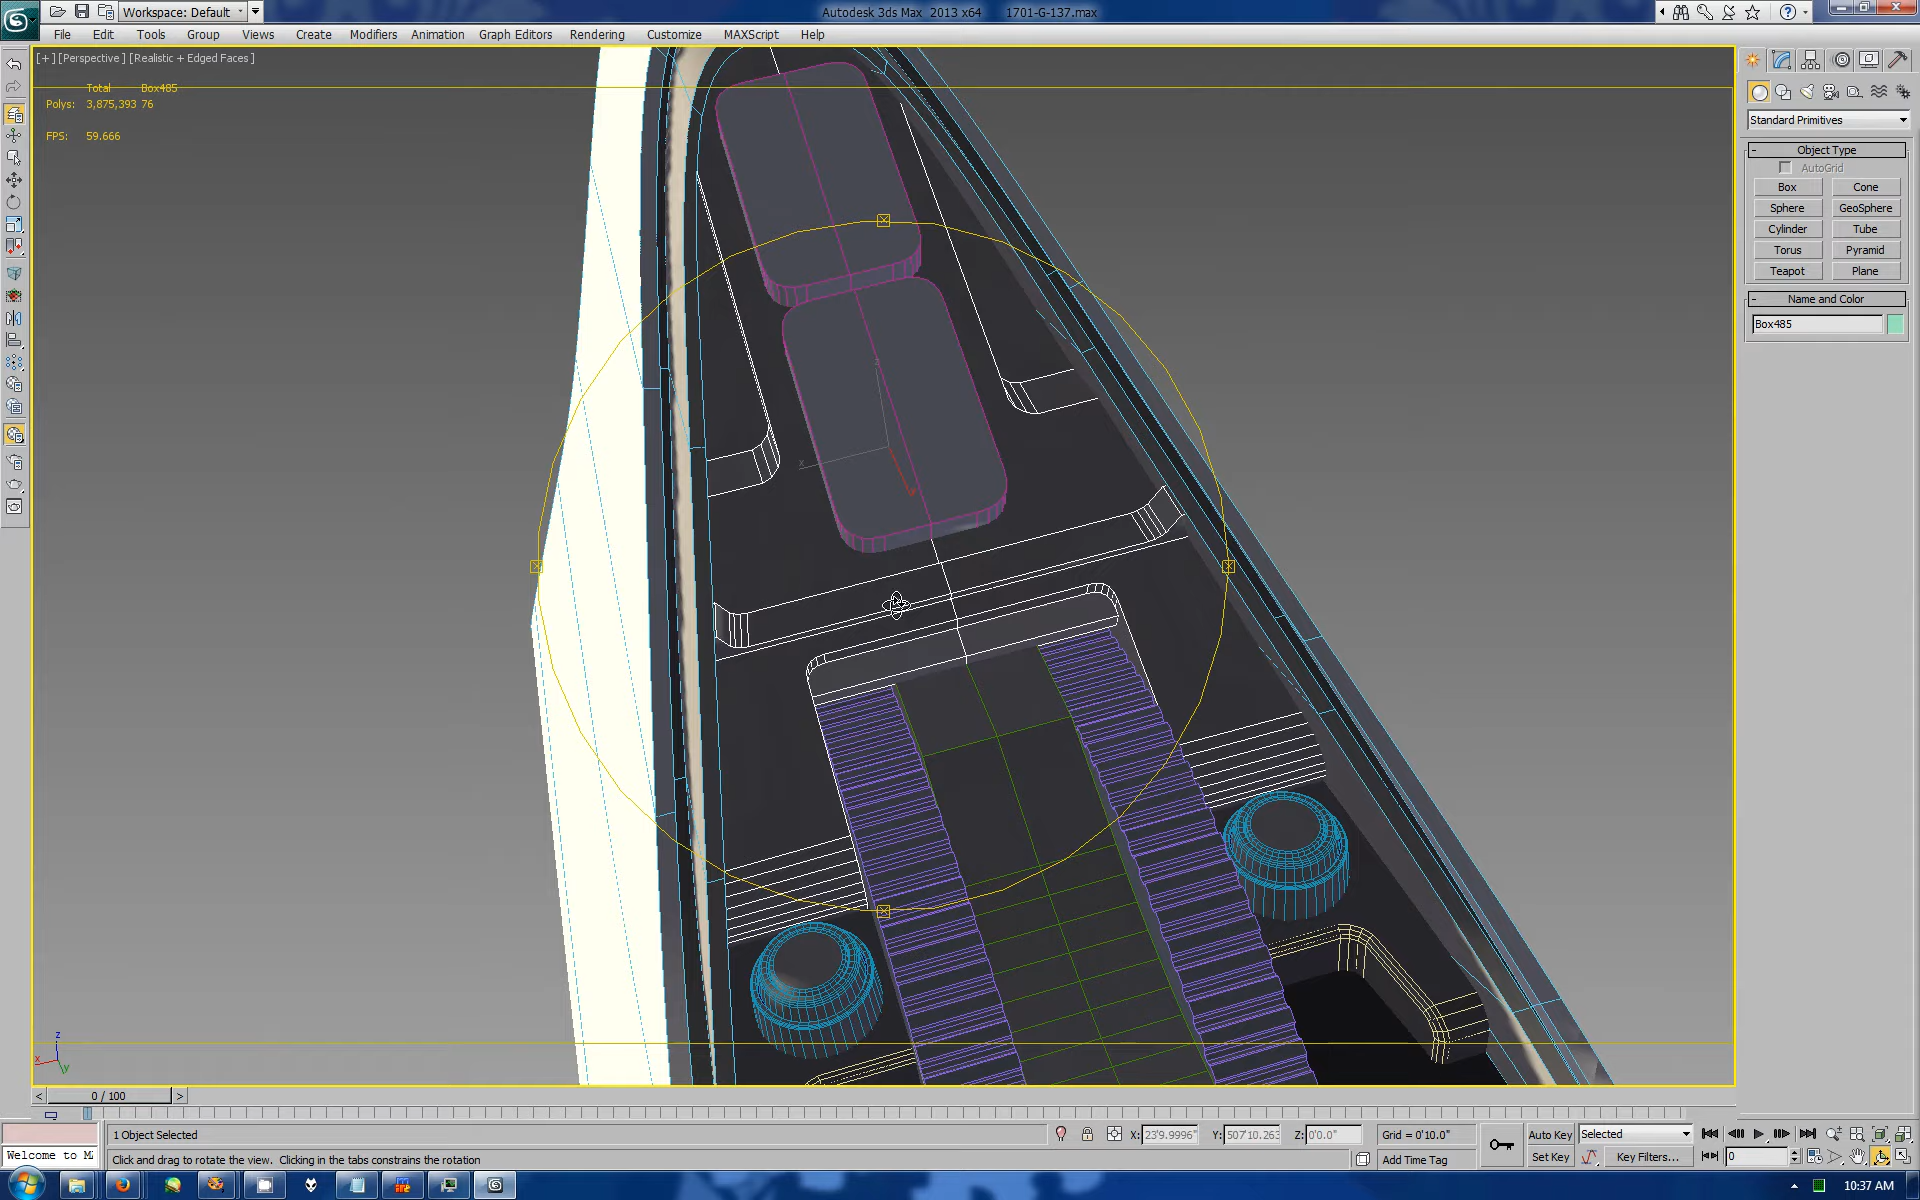 Workspace: Default
Autodesk 3ds Max 2013 x64 1701-G-137.max
File Edit Tools Group Views Create Modifiers Animation Graph Editors Rendering Customize MAXScript Help
[+] [Perspective] [Realistic + Edged Faces]
Total Box485
Polys: 3,875,393 76
FPS: 59.666
Standard Primitives
- Object Type
AutoGrid
Box Cone
Sphere GeoSphere
Cylinder Tube
Torus Pyramid
Teapot Plane
- Name and Color
Box485
x
z
x y
< 0 / 100 >
1 Object Selected
X: 23'9.9996" Y: 507'10.263 Z: 0'0.0" Grid = 0'10.0" Auto Key Selected
Welcome to MA
Click and drag to rotate the view. Clicking in the tabs constrains the rotation
Add Time Tag Set Key Key Filters... 0
10:37 AM